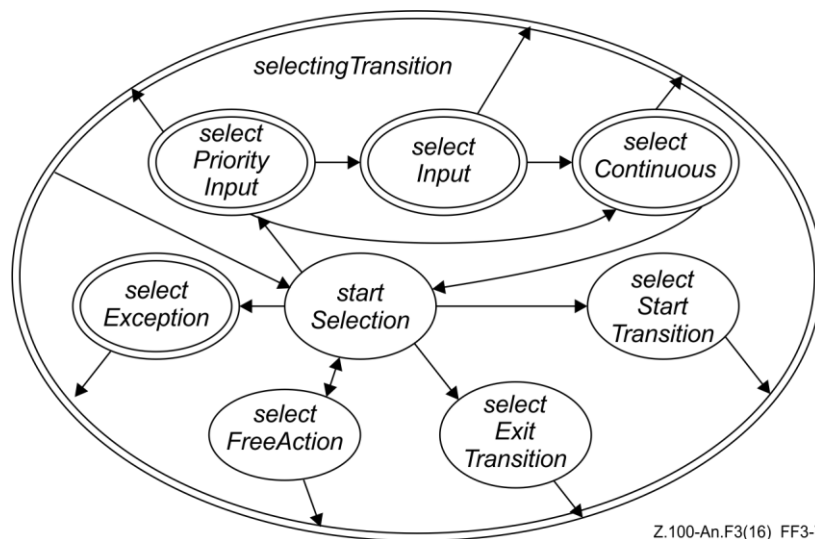 selectingTransition
select
Priority
Input
select
Input
select
Continuous
select
Exception
start
Selection
select
Start
Transition
select
FreeAction
select
Exit
Transition
Z.100-An.F3(16)_FF3-